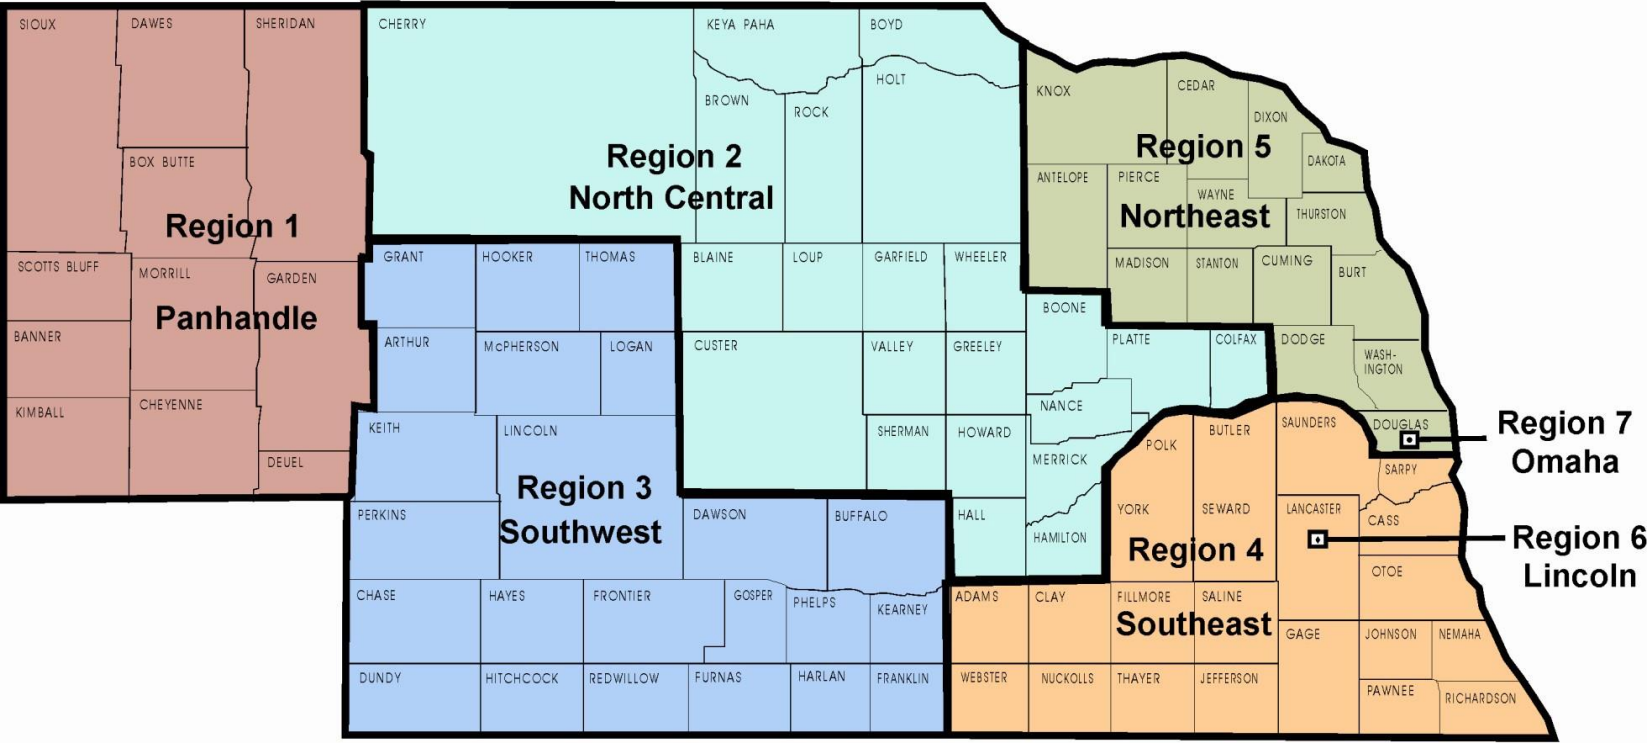 SIOUX
DAWES
SHERIDAN
CHERRY
KEYA PAHA
BOYD
HOLT
KNOX
CEDAR
BROWN
ROCK
DIXON
BOX BUTTE
Region 2
North Central
Region 5
Northeast
DAKOTA
ANTELOPE
PIERCE
WAYNE
THURSTON
Region 1
Panhandle
SCOTTS BLUFF
MORRILL
GARDEN
GRANT
HOOKER
THOMAS
BLAINE
LOUP
GARFIELD
WHEELER
MADISON
STANTON
CUMING
BURT
BOONE
BANNER
ARTHUR
McPHERSON
LOGAN
CUSTER
VALLEY
GREELEY
PLATTE
COLFAX
DODGE
WASH-
INGTON
KIMBALL
CHEYENNE
NANCE
KEITH
LINCOLN
SHERMAN
HOWARD
POLK
BUTLER
SAUNDERS
DOUGLAS
Region 7
Omaha
DEUEL
MERRICK
SARPY
Region 3
Southwest
PERKINS
DAWSON
BUFFALO
HALL
HAMILTON
YORK
SEWARD
LANCASTER
CASS
Region 4
Southeast
Region 6
Lincoln
OTOE
CHASE
HAYES
FRONTIER
GOSPER
PHELPS
KEARNEY
ADAMS
CLAY
FILLMORE
SALINE
GAGE
JOHNSON
NEMAHA
DUNDY
HITCHCOCK
REDWILLOW
FURNAS
HARLAN
FRANKLIN
WEBSTER
NUCKOLLS
THAYER
JEFFERSON
PAWNEE
RICHARDSON